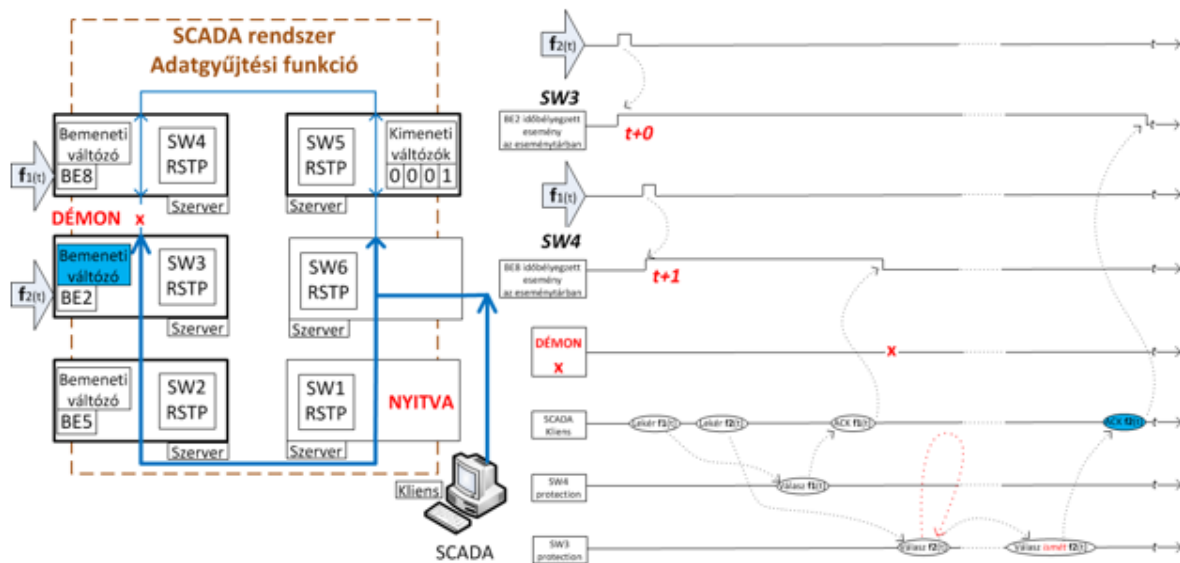 SCADA rendszer
Adatgyűjtési funkció
Bemeneti
váltózó
BE8
SW4
RSTP
Szerver
f1(t)
SW5
RSTP
Kimeneti
váltózók
0 0 0 1
Szerver
DÉMON x
Bemeneti
váltózó
BE2
SW3
RSTP
Szerver
f2(t)
SW6
RSTP
Szerver
Bemeneti
váltózó
BE5
SW2
RSTP
Szerver
SW1
RSTP
NYITVA
Szerver
Kliens
SCADA
f2(t)
t
SW3
BE2 időbélyegzett
esemény
az eseménytárban
t+0
t
f1(t)
t
SW4
BE8 időbélyegzett
esemény
az eseménytárban
t+1
t
DÉMON
X
x
t
SCADA
Kliens
Lekér f1(t)
Lekér f2(t)
ACK f1(t)
ACK f2(t)
t
SW4
protection
Válasz f1(t)
t
SW3
protection
Válasz f2(t)
Válasz ismét f2(t)
t